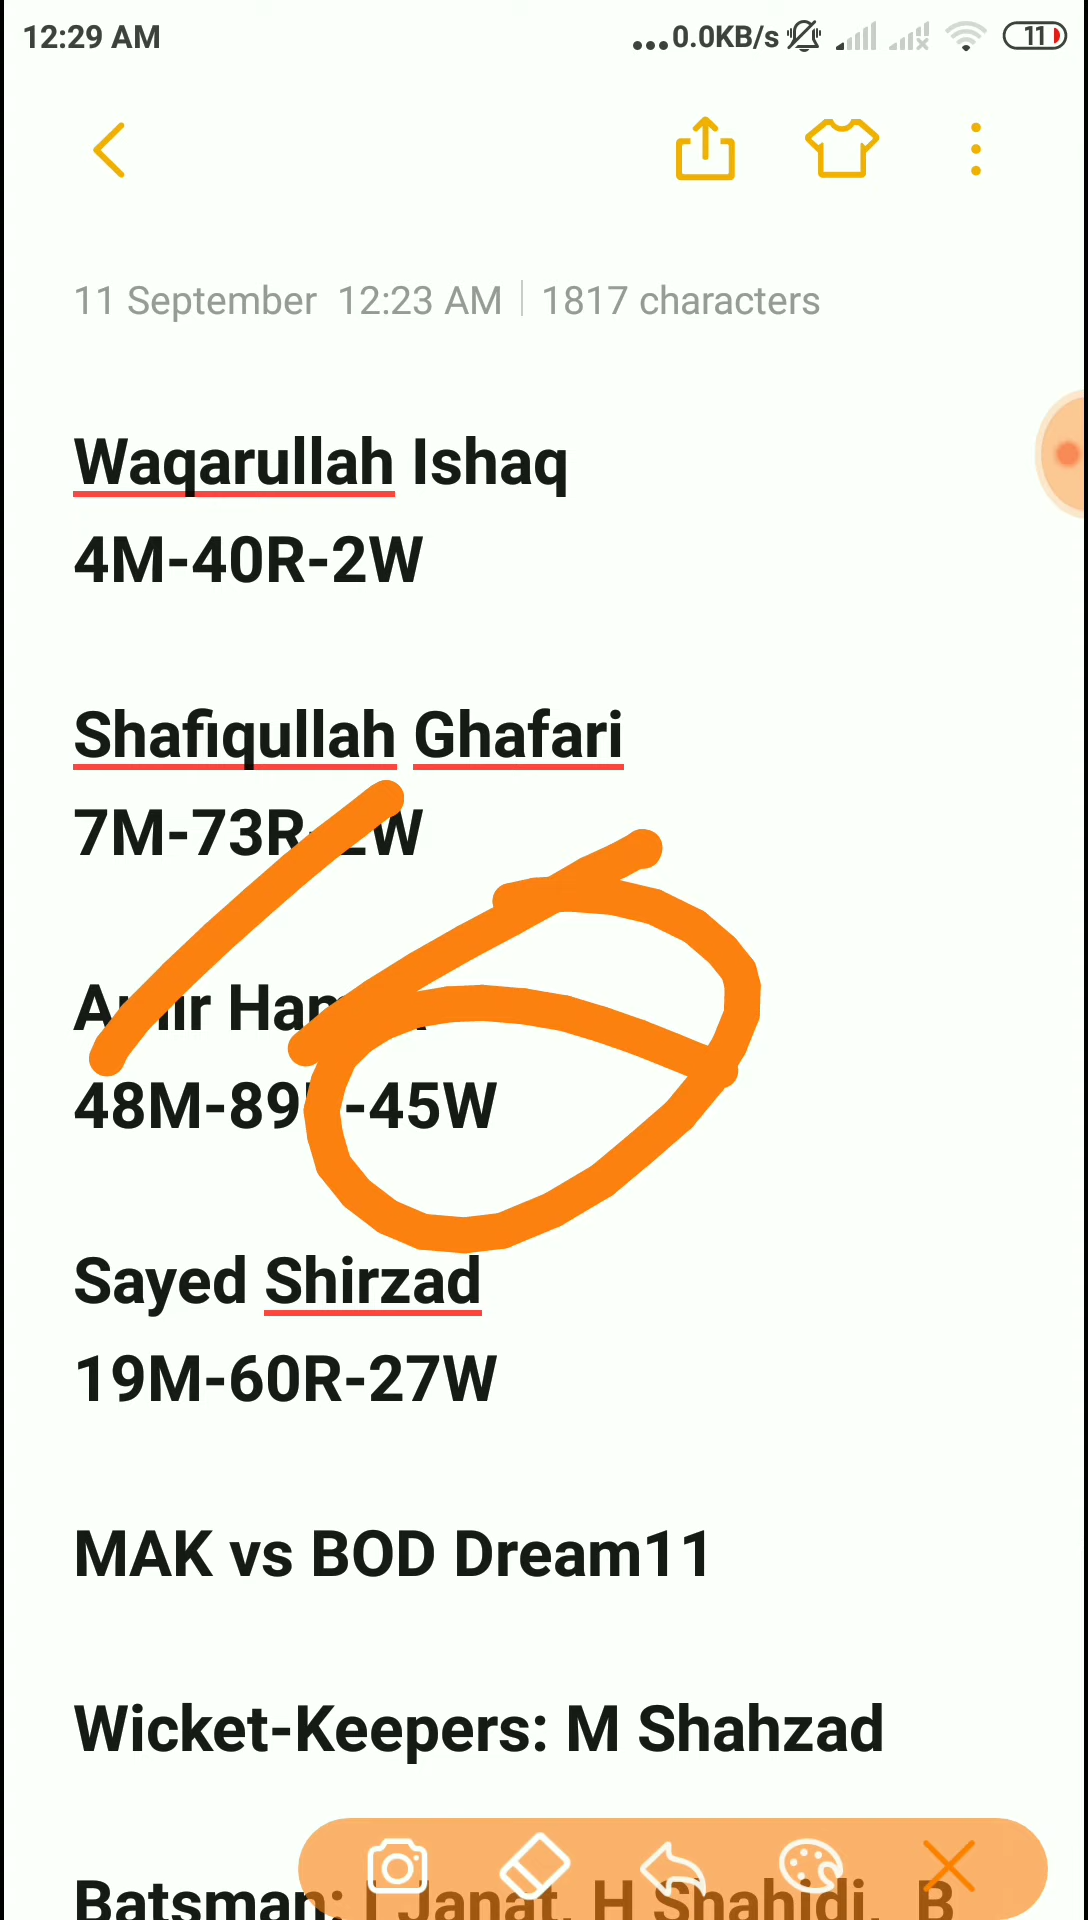 12:29 AM
...0.0KB/s
11
11 September 12:23 AM | 1817 characters
Waqarullah Ishaq
4M-40R-2W
Shafiqullah Ghafari
7M-73R- W
Sayed Shirzad
48M-89 -45W
19M-60R-27W
MAK vs BOD Dream11
Wicket-Keepers: M Shahzad
Batsman: I Janat, H Shahidi, B